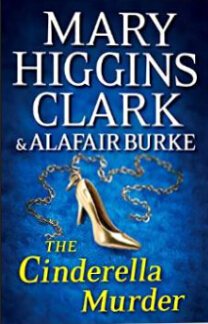 MARY
HIGGINS
CLARK
& ALAFAIR BURKE
THE
Cinderella
Murder